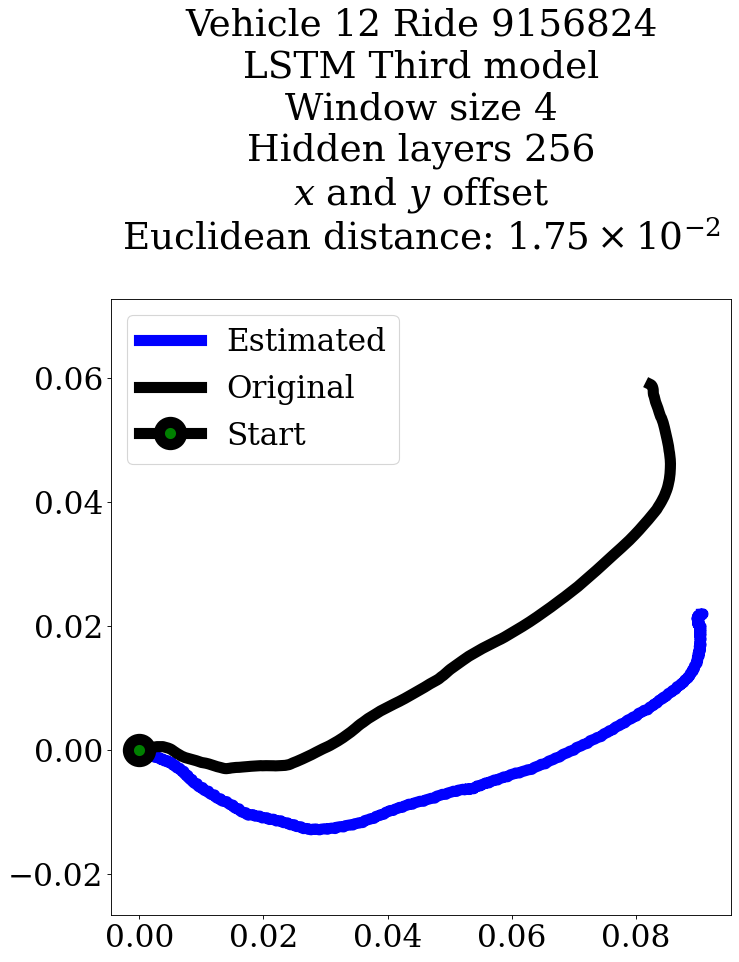 Vehicle 12 Ride 9156824
LSTM Third model
Window size 4
Hidden layers 256
x and y offset
Euclidean distance: 1.75 × 10⁻²
Estimated
Original
Start
0.06
0.04
0.02
0.00
−0.02
0.00 0.02 0.04 0.06 0.08